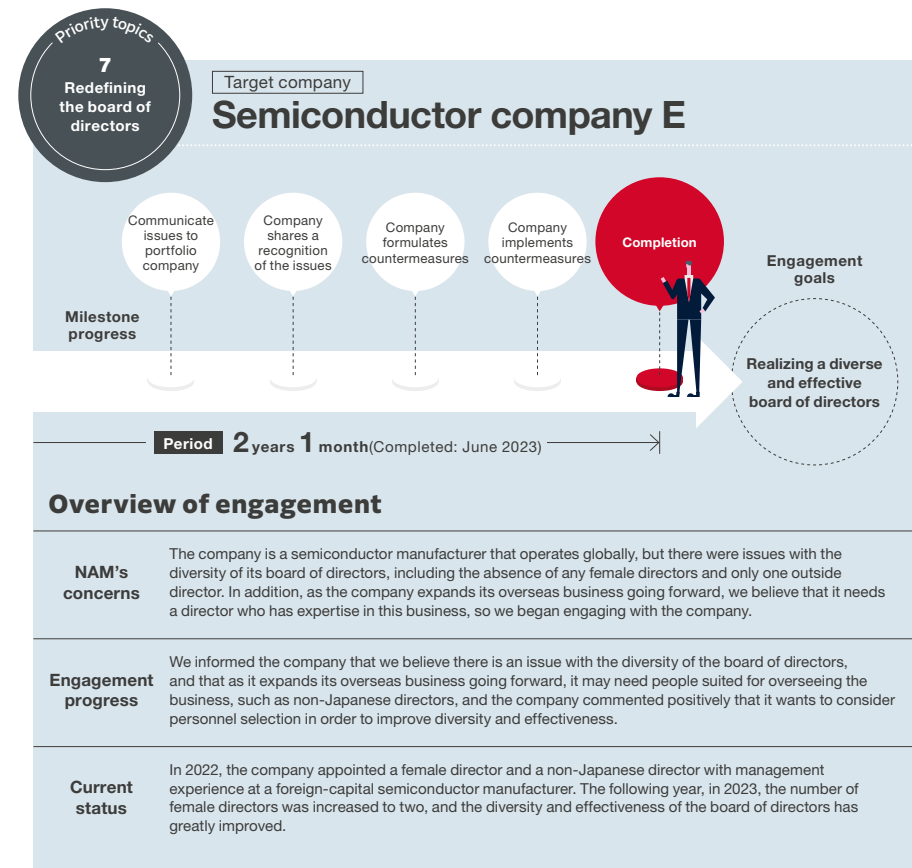 Priority topics
7
Redefining
the board of
directors
Target company
Semiconductor company E
Communicate
issues to
portfolio
company
Company
shares a
recognition
of the issues
Company
formulates
countermeasures
Company
implements
countermeasures
Completion
Engagement
goals
Milestone
progress
Realizing a diverse
and effective
board of directors
Period 2 years 1 month(Completed: June 2023)
Overview of engagement
NAM's
concerns
The company is a semiconductor manufacturer that operates globally, but there were issues with the
diversity of its board of directors, including the absence of any female directors and only one outside
director. In addition, as the company expands its overseas business going forward, we believe that it needs
a director who has expertise in this business, so we began engaging with the company.
Engagement
progress
We informed the company that we believe there is an issue with the diversity of the board of directors,
and that as it expands its overseas business going forward, it may need people suited for overseeing the
business, such as non-Japanese directors, and the company commented positively that it wants to consider
personnel selection in order to improve diversity and effectiveness.
Current
status
In 2022, the company appointed a female director and a non-Japanese director with management
experience at a foreign-capital semiconductor manufacturer. The following year, in 2023, the number of
female directors was increased to two, and the diversity and effectiveness of the board of directors has
greatly improved.